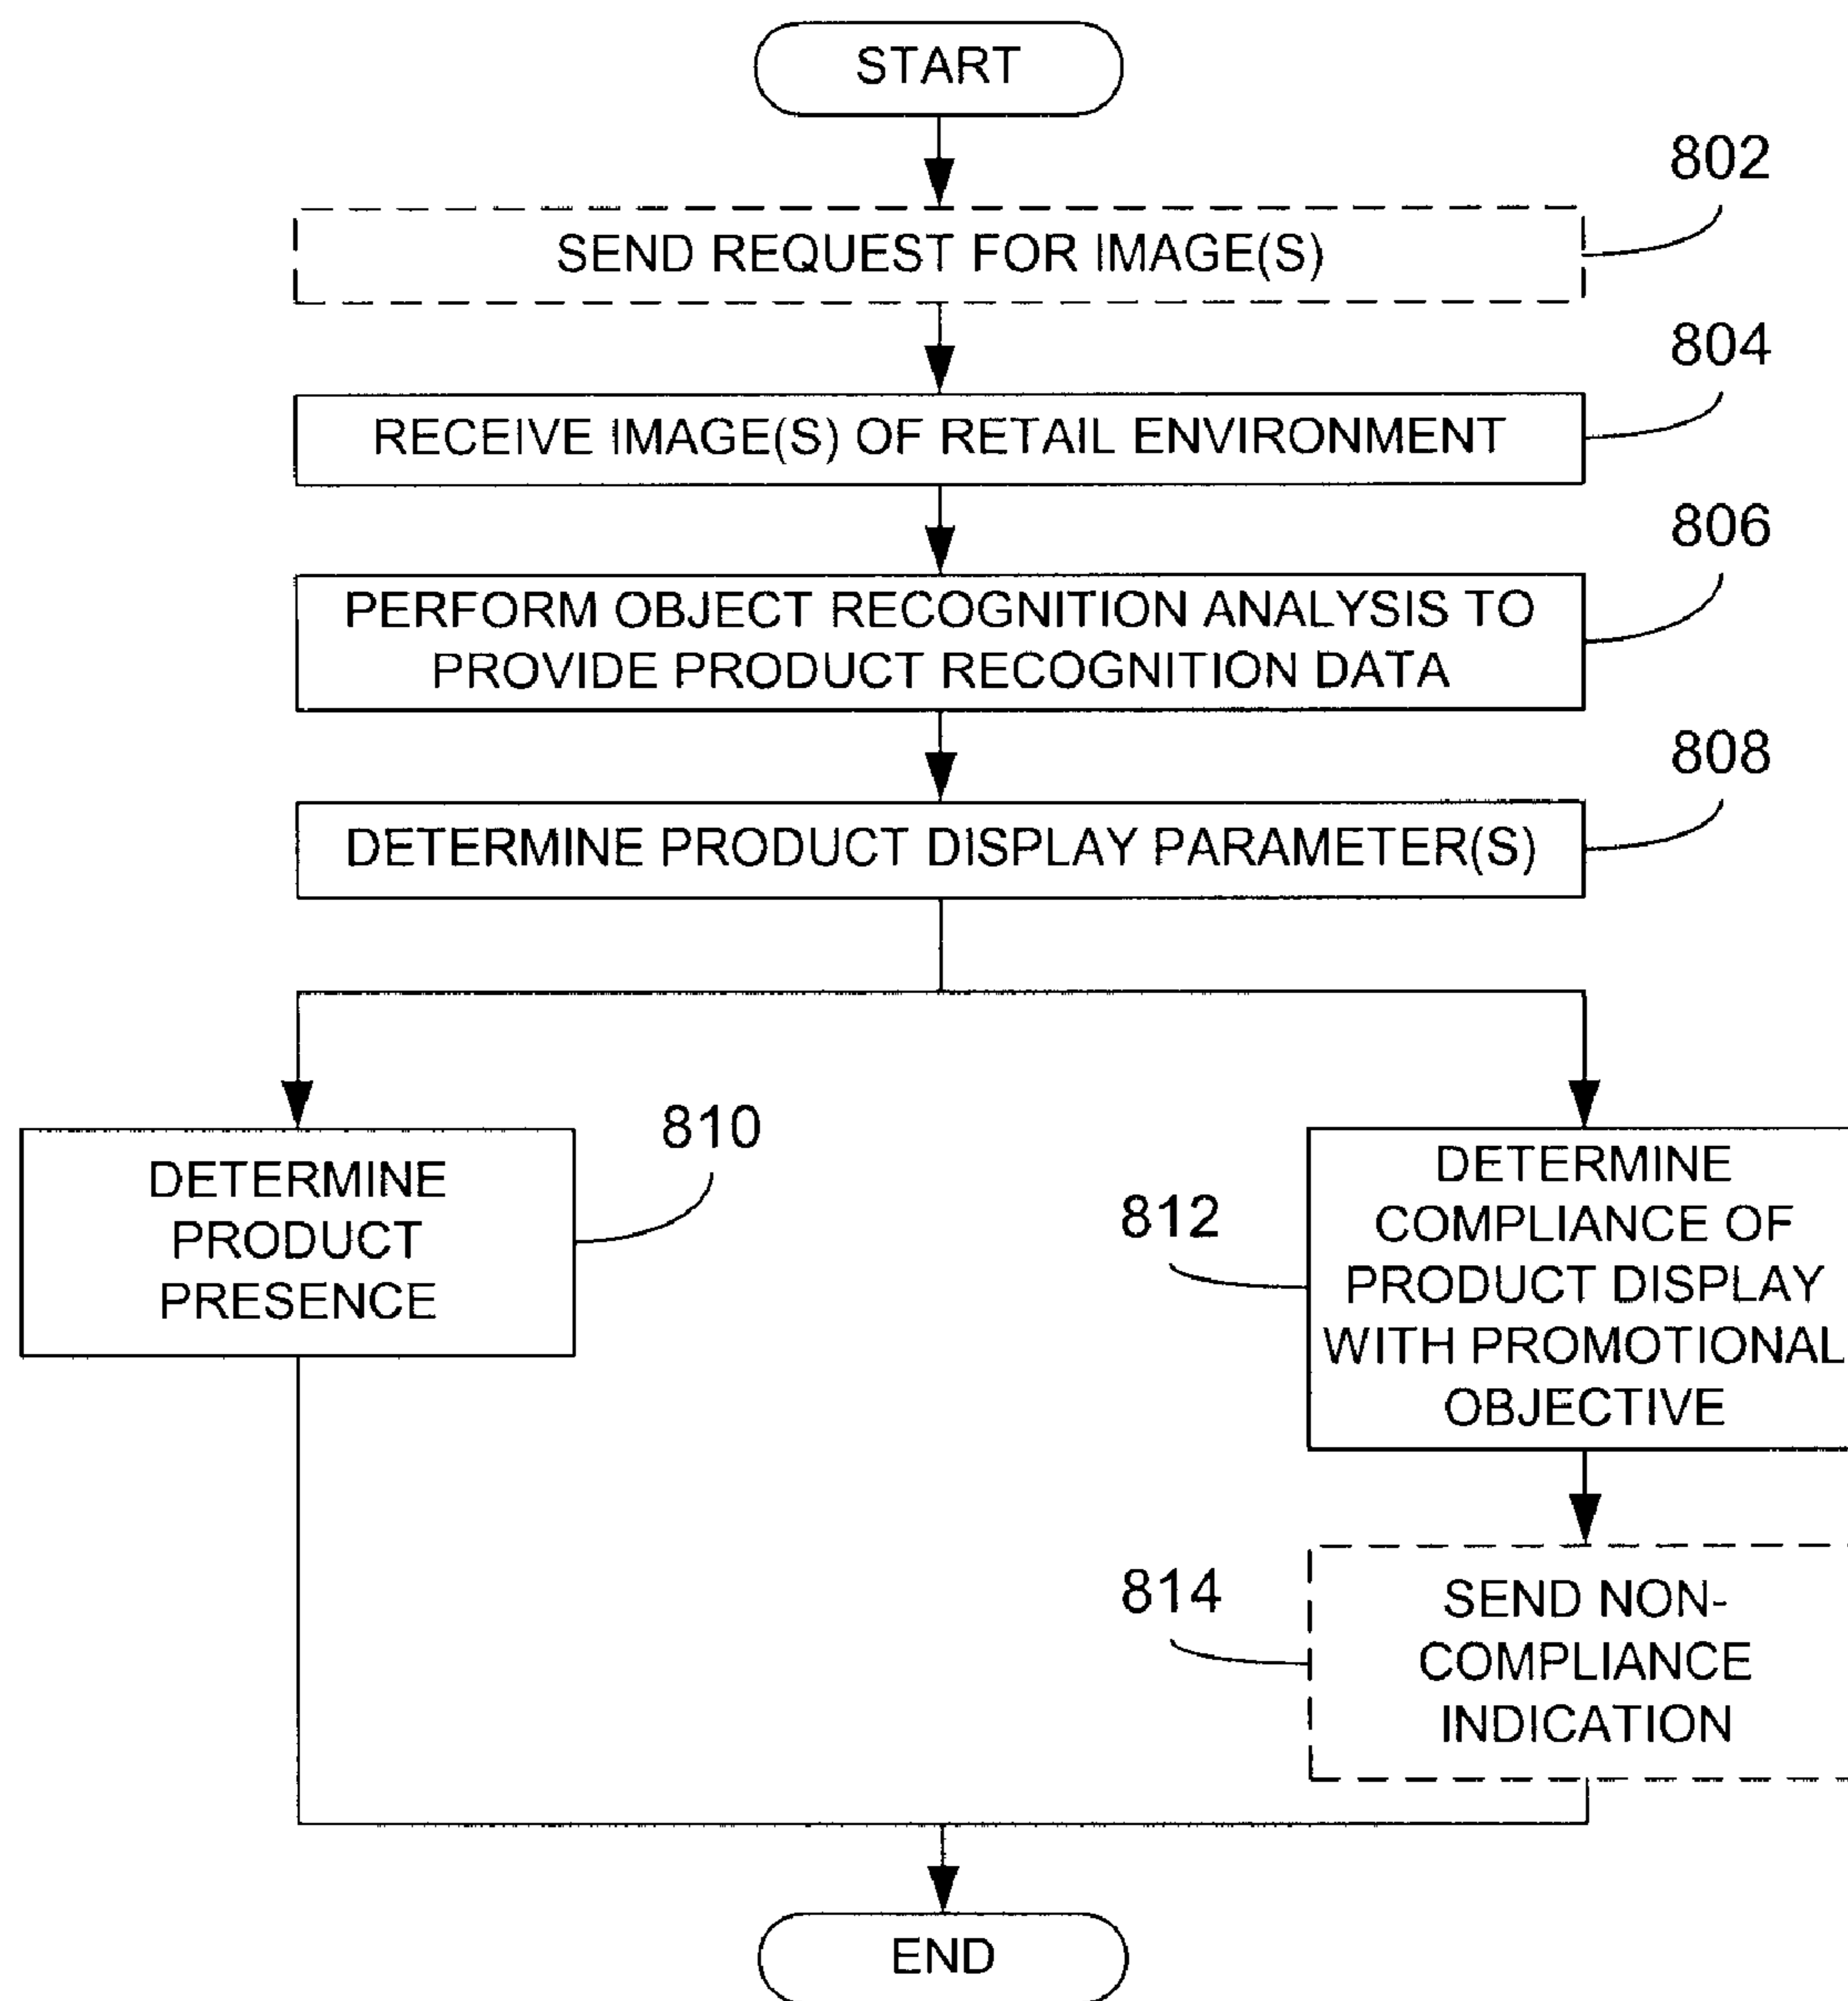 START
802
SEND REQUEST FOR IMAGE(S)
804
RECEIVE IMAGE(S) OF RETAIL ENVIRONMENT
806
PERFORM OBJECT RECOGNITION ANALYSIS TO
PROVIDE PRODUCT RECOGNITION DATA
808
DETERMINE PRODUCT DISPLAY PARAMETER(S)
810
DETERMINE
PRODUCT
PRESENCE
812
DETERMINE
COMPLIANCE OF
PRODUCT DISPLAY
WITH PROMOTIONAL
OBJECTIVE
814
SEND NON-
COMPLIANCE
INDICATION
END